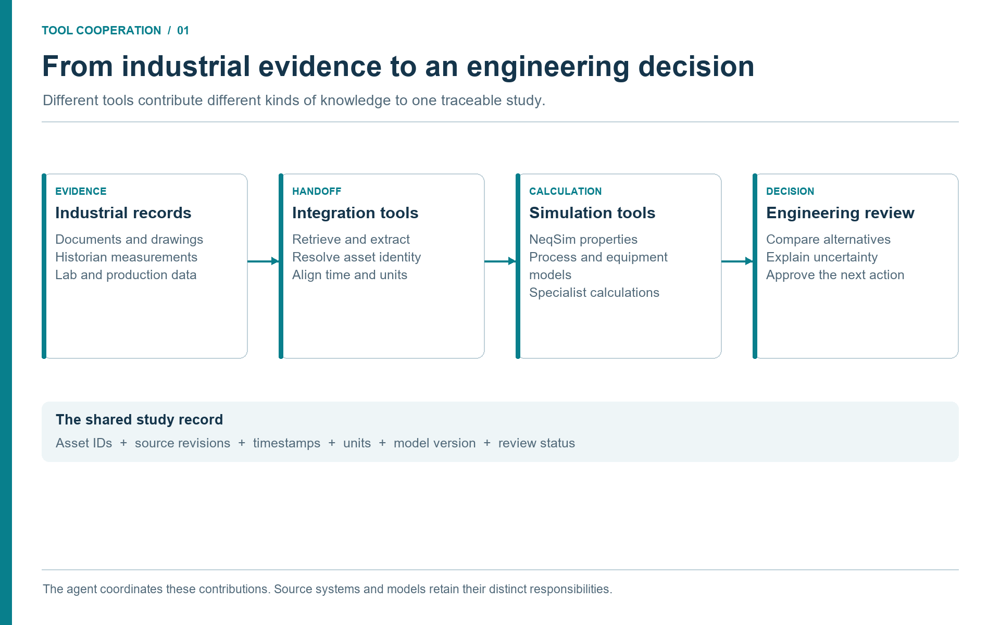 TOOL COOPERATION / 01
From industrial evidence to an engineering decision
Different tools contribute different kinds of knowledge to one traceable study.
EVIDENCE
Industrial records
Documents and drawings
Historian measurements
Lab and production data
HANDOFF
Integration tools
Retrieve and extract
Resolve asset identity
Align time and units
CALCULATION
Simulation tools
NeqSim properties
Process and equipment
models
Specialist calculations
DECISION
Engineering review
Compare alternatives
Explain uncertainty
Approve the next action
The shared study record
Asset IDs + source revisions + timestamps + units + model version + review status
The agent coordinates these contributions. Source systems and models retain their distinct responsibilities.